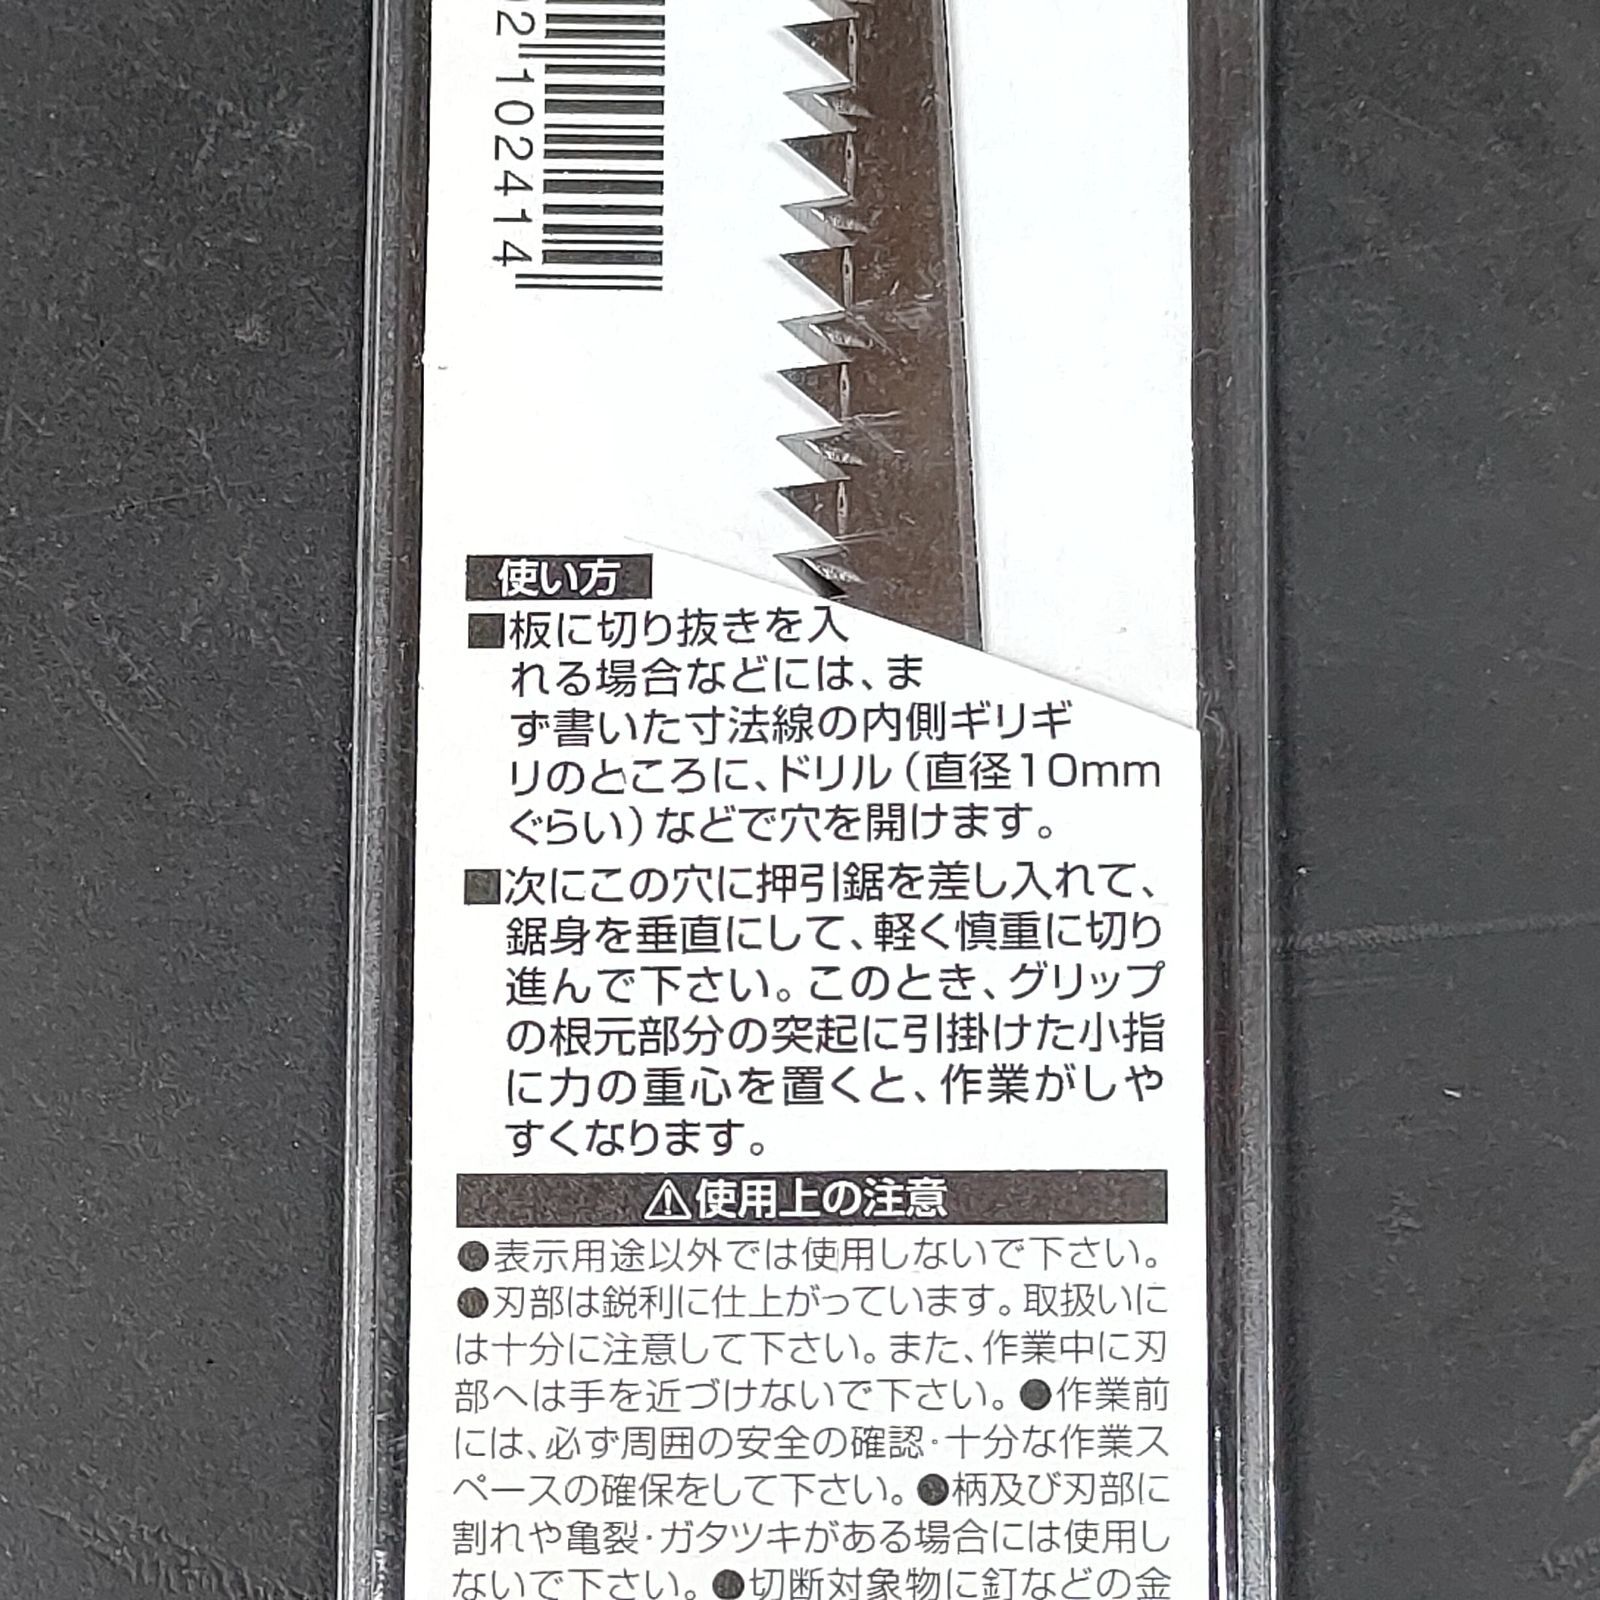 2102414
使い方
■板に切り抜きを入
れる場合などには、ま
ず書いた寸法線の内側ギリギ
リのところに、ドリル（直径10mm
ぐらい）などで穴を開けます。
■次にこの穴に押引鋸を差し入れて、
鋸身を垂直にして、軽く慎重に切り
進んで下さい。このとき、グリップ
の根元部分の突起に引掛けた小指
に力の重心を置くと、作業がしや
すくなります。
⚠使用上の注意
●表示用途以外では使用しないで下さい。
●刃部は鋭利に仕上がっています。取扱いに
は十分に注意して下さい。また、作業中に刃
部へは手を近づけないで下さい。●作業前
には、必ず周囲の安全の確認・十分な作業ス
ペースの確保をして下さい。●柄及び刃部に
割れや亀裂・ガタツキがある場合には使用し
ないで下さい。●切断対象物に釘などの金